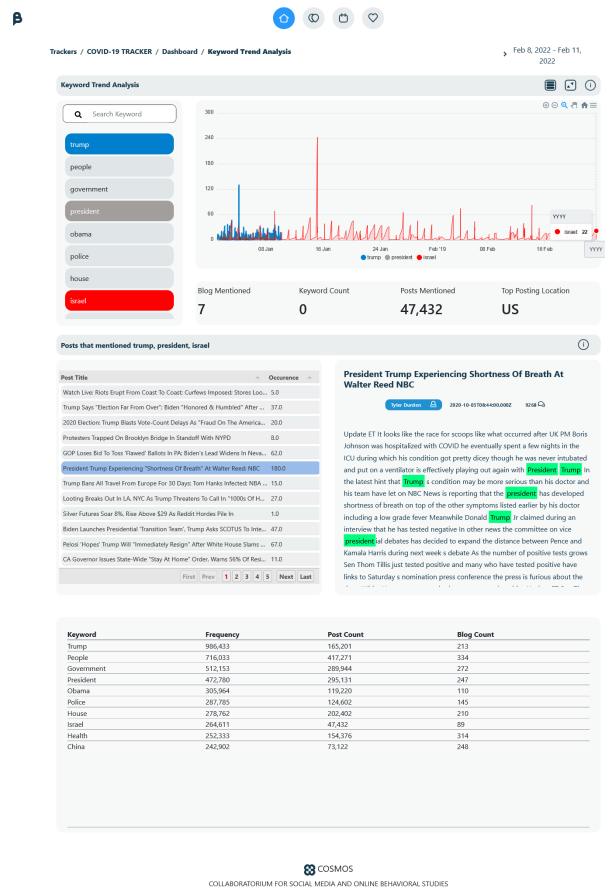 Trackers / COVID-19 TRACKER / Dashboard / Keyword Trend Analysis
Feb 8, 2022 - Feb 11,
2022
Keyword Trend Analysis
Search Keyword
trump
people
government
president
obama
police
house
israel
300
240
180
120
60
0
08 Jan
16 Jan
24 Jan
Feb '19
08 Feb
16 Feb
YYYY
israel 22
YYYY
trump president israel
Blog Mentioned
7
Keyword Count
0
Posts Mentioned
47,432
Top Posting Location
US
Posts that mentioned trump, president, israel
Post Title Occurence
Watch Live: Riots Erupt From Coast To Coast: Curfews Imposed: Stores Loo... 5.0
Trump Says "Election Far From Over": Biden "Honored & Humbled" After ... 37.0
2020 Election: Trump Blasts Vote-Count Delays As "Fraud On The America... 20.0
Protesters Trapped On Brooklyn Bridge In Standoff With NYPD 8.0
GOP Loses Bid To Toss 'Flawed' Ballots In PA: Biden's Lead Widens In Neva... 62.0
President Trump Experiencing "Shortness Of Breath" At Walter Reed: NBC 180.0
Trump Bans All Travel From Europe For 30 Days: Tom Hanks Infected: NBA ... 15.0
Looting Breaks Out In LA, NYC As Trump Threatens To Call In "1000s Of H... 27.0
Silver Futures Soar 8%, Rise Above $29 As Reddit Hordes Pile In 1.0
Biden Launches Presidential 'Transition Team', Trump Asks SCOTUS To Inte... 47.0
Pelosi 'Hopes' Trump Will "Immediately Resign" After White House Slams ... 67.0
CA Governor Issues State-Wide "Stay At Home" Order, Warns 56% Of Resi... 11.0
First Prev 1 2 3 4 5 Next Last
President Trump Experiencing Shortness Of Breath At
Walter Reed NBC
Tyler Durden 2020-10-05T08:44:00.000Z 9268
Update ET It looks like the race for scoops like what occurred after UK PM Boris
Johnson was hospitalized with COVID he eventually spent a few nights in the
ICU during which his condition got pretty dicey though he was never intubated
and put on a ventilator is effectively playing out again with President Trump In
the latest hint that Trump s condition may be more serious than his doctor and
his team have let on NBC News is reporting that the president has developed
shortness of breath on top of the other symptoms listed earlier by his doctor
including a low grade fever Meanwhile Donald Trump Jr claimed during an
interview that he has tested negative In other news the committee on vice
president ial debates has decided to expand the distance between Pence and
Kamala Harris during next week s debate As the number of positive tests grows
Sen Thom Tillis just tested positive and many who have tested positive have
links to Saturday s nomination press conference the press is furious about the
Keyword Frequency Post Count Blog Count
Trump 986,433 165,201 213
People 716,033 417,271 334
Government 512,153 289,944 272
President 472,780 295,131 247
Obama 305,964 119,220 110
Police 287,785 124,602 145
House 278,762 202,402 210
Israel 264,611 47,432 89
Health 252,333 154,376 314
China 242,902 73,122 248
COSMOS
COLLABORATORIUM FOR SOCIAL MEDIA AND ONLINE BEHAVIORAL STUDIES